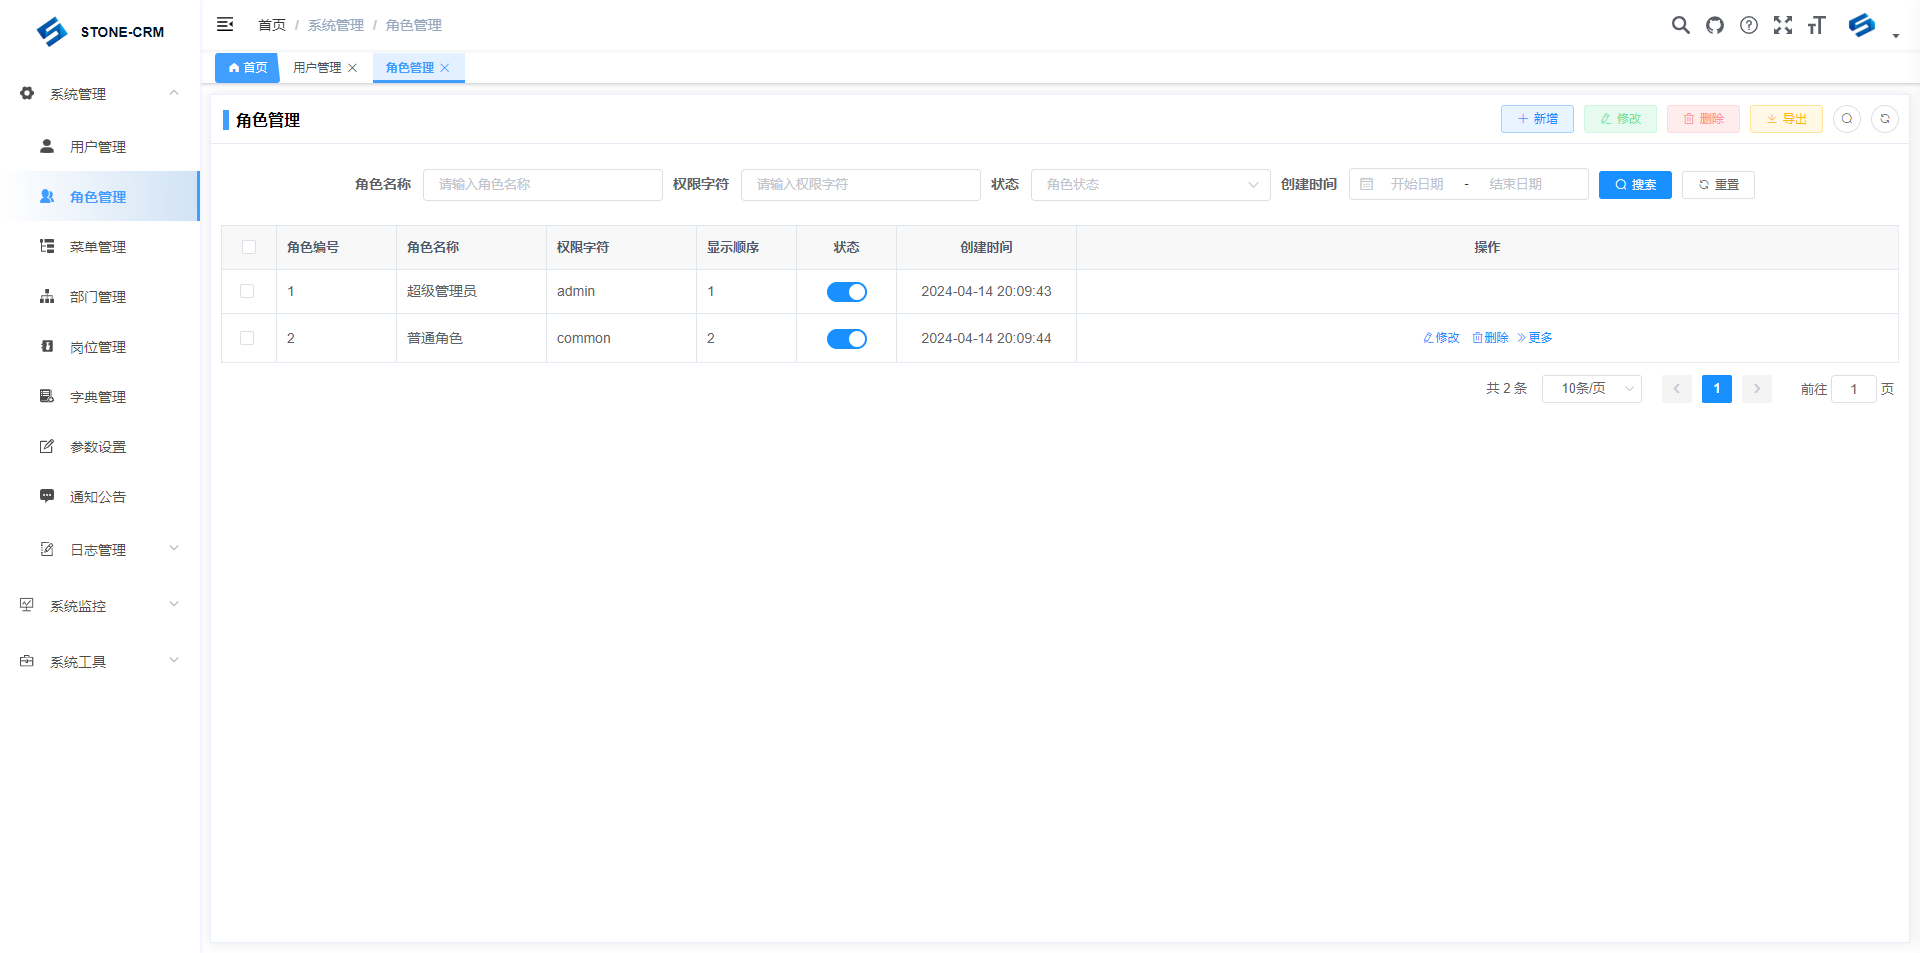 STONE-CRM
首页 / 系统管理 / 角色管理
首页 用户管理 角色管理
系统管理
用户管理
角色管理
菜单管理
部门管理
岗位管理
字典管理
参数设置
通知公告
日志管理
系统监控
系统工具
角色管理
新增 修改 删除 导出
角色名称 请输入角色名称 权限字符 请输入权限字符 状态 角色状态 创建时间 开始日期 - 结束日期 搜索 重置
角色编号 角色名称 权限字符 显示顺序 状态 创建时间 操作
1 超级管理员 admin 1 2024-04-14 20:09:43
2 普通角色 common 2 2024-04-14 20:09:44 修改 删除 更多
共 2 条 10条/页 1 前往 1 页